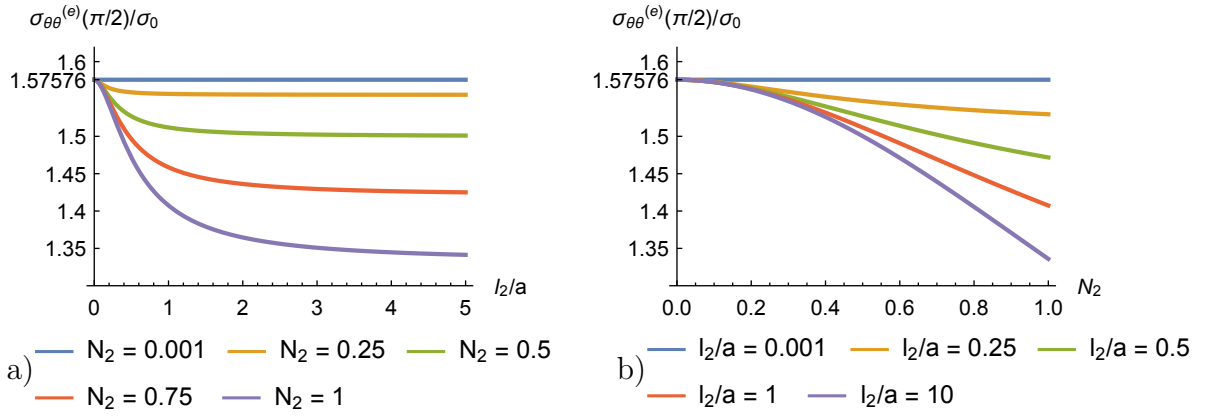 σθθ^(e)(π/2)/σ0
1.6
1.57576
1.5
1.45
1.4
1.35
0 1 2 3 4 5
l2/a
N2 = 0.001 N2 = 0.25 N2 = 0.5
a)
N2 = 0.75 N2 = 1
σθθ^(e)(π/2)/σ0
1.6
1.57576
1.5
1.45
1.4
1.35
0.0 0.2 0.4 0.6 0.8 1.0
N2
l2/a = 0.001 l2/a = 0.25 l2/a = 0.5
b)
l2/a = 1 l2/a = 10